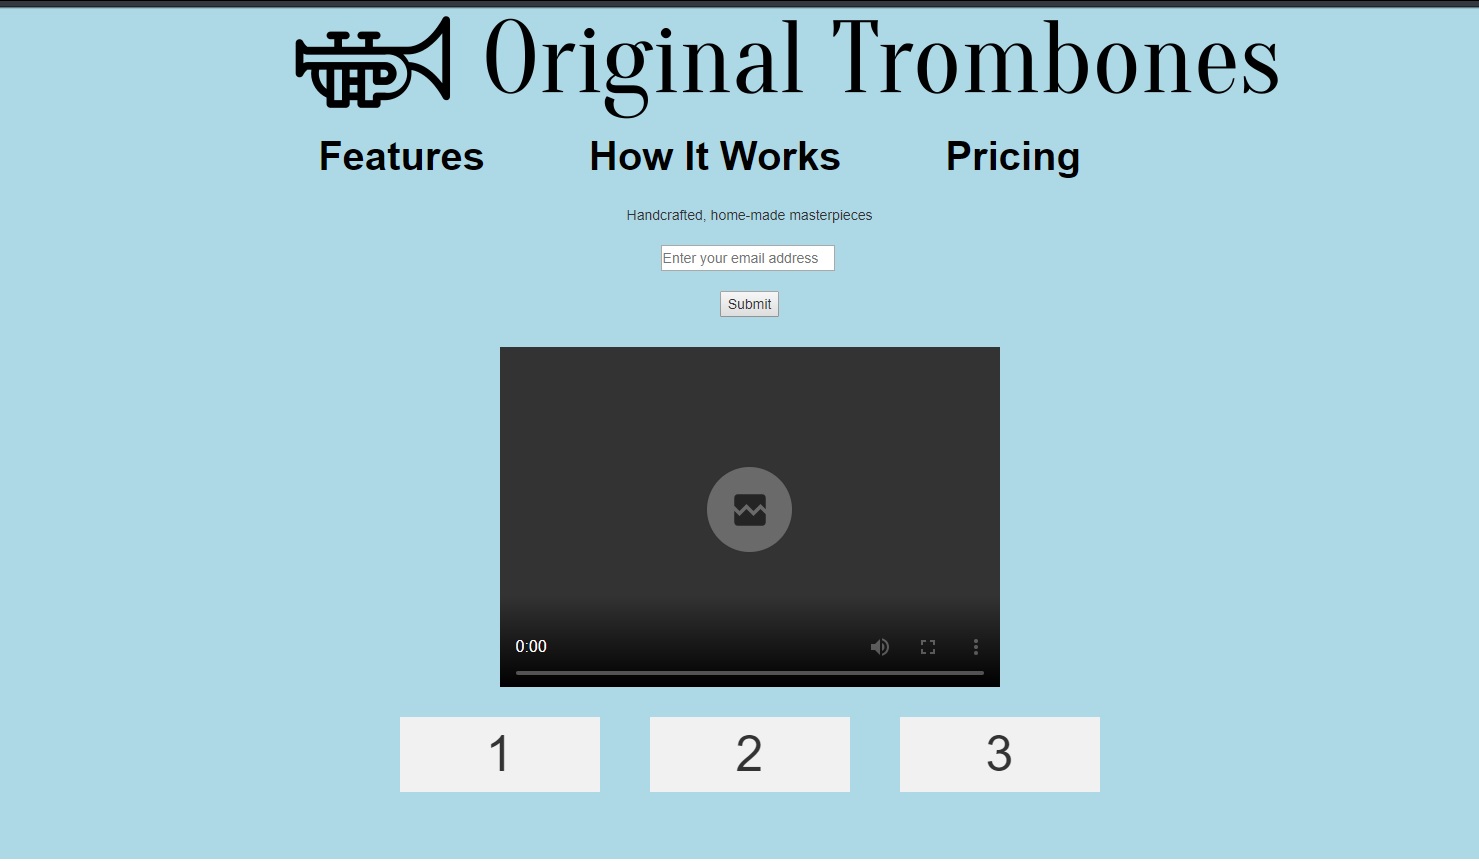 Original Trombones
Features How It Works Pricing
Handcrafted, home-made masterpieces
Enter your email address
Submit
0:00
1 2 3